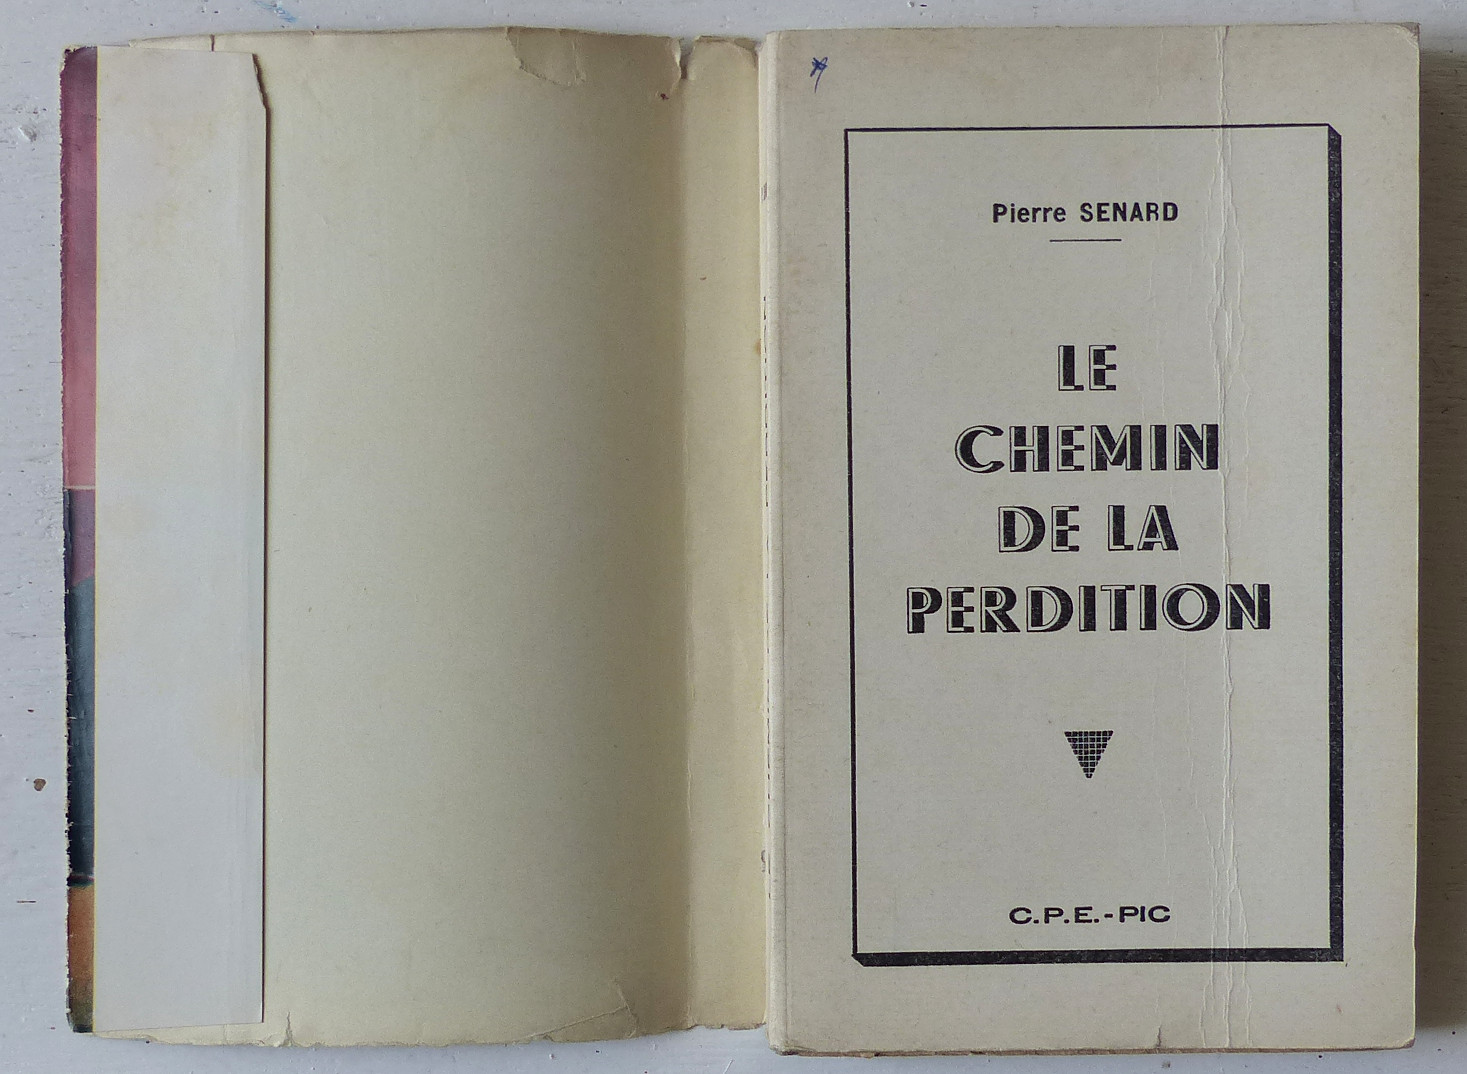 Pierre SENARD
LE
CHEMIN
DE LA
PERDITION
C.P.E.-PIC